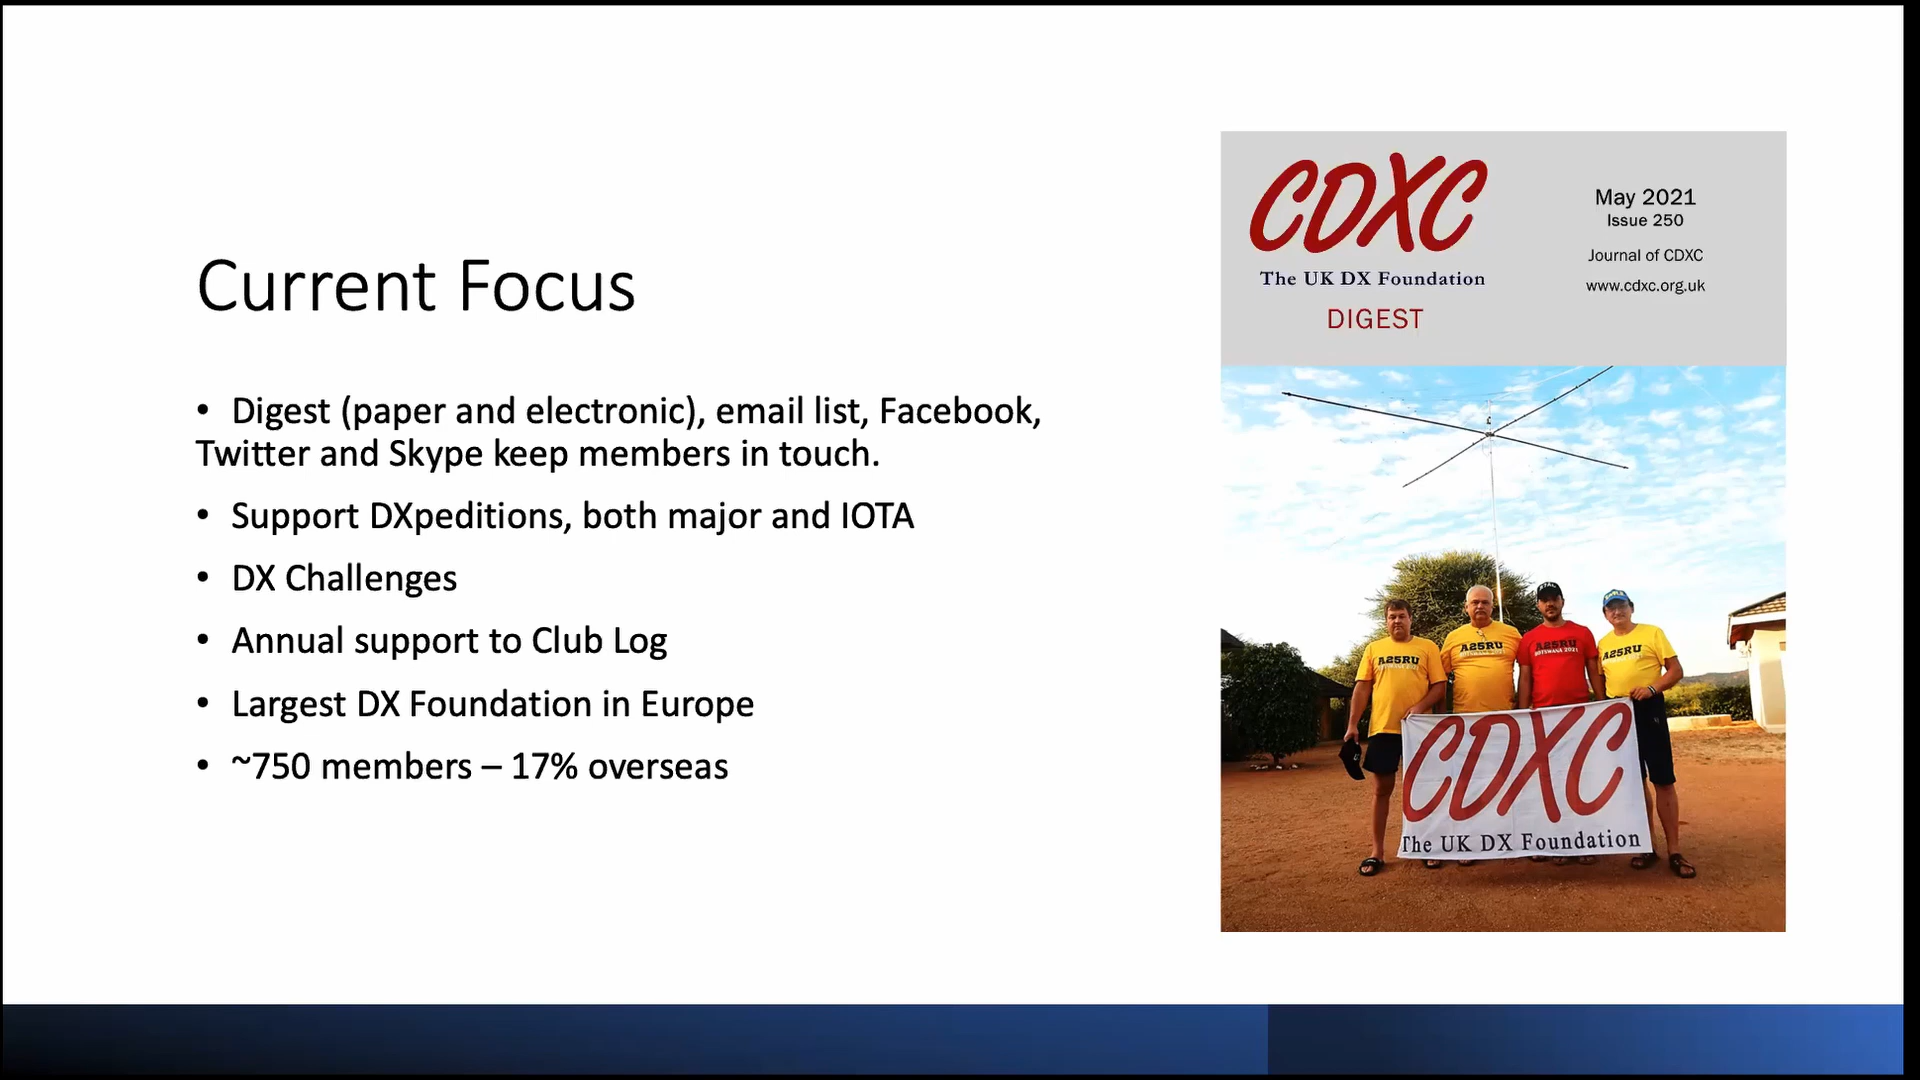 Current Focus
• Digest (paper and electronic), email list, Facebook,
Twitter and Skype keep members in touch.
• Support DXpeditions, both major and IOTA
• DX Challenges
• Annual support to Club Log
• Largest DX Foundation in Europe
• ~750 members – 17% overseas
CDXC
The UK DX Foundation
DIGEST
May 2021
Issue 250
Journal of CDXC
www.cdxc.org.uk
A25RU
A25RU
A25RU
BOTSWANA 2021
A25RU
CDXC
The UK DX Foundation